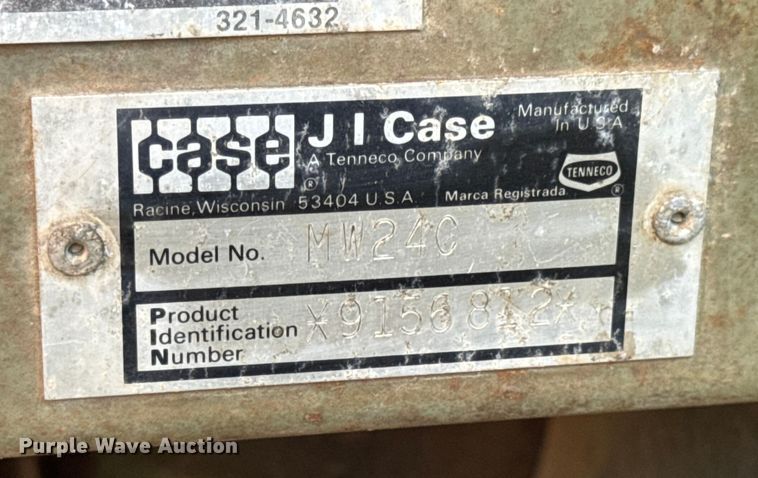 321-4632
case
J I Case
A Tenneco Company
Manufactured
In U S A
TENNECO
®
®
Racine, Wisconsin 53404 U.S.A.
Marca Registrada
Model No. MW24C
Product
Identification
Number
Purple Wave Auction